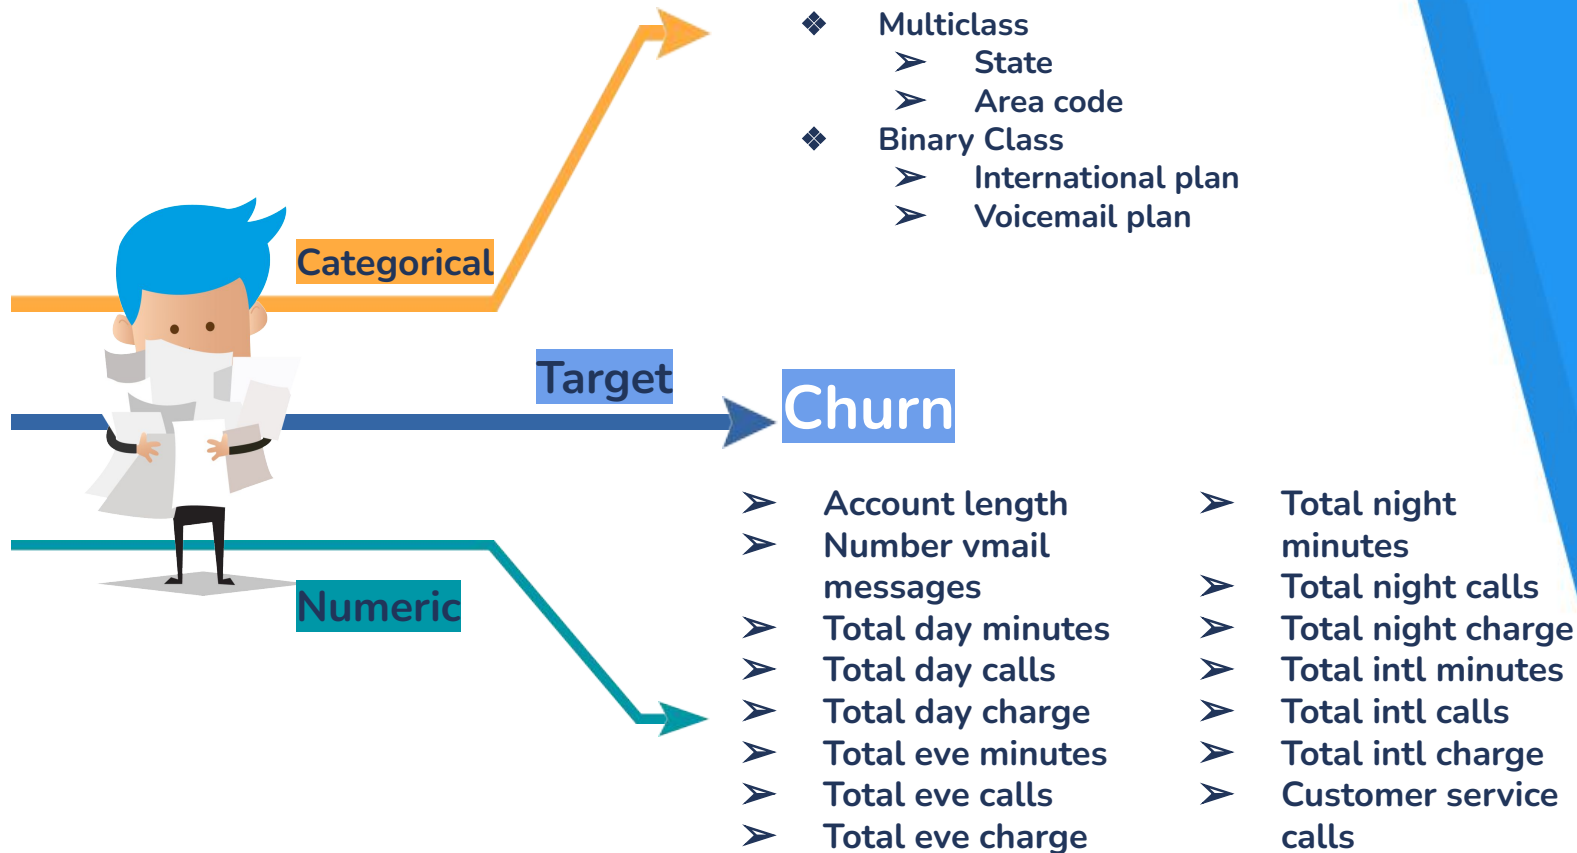 ❖ Multiclass
➢ State
➢ Area code
❖ Binary Class
➢ International plan
➢ Voicemail plan
Categorical
Target
Churn
Numeric
➢ Account length
➢ Number vmail
messages
➢ Total day minutes
➢ Total day calls
➢ Total day charge
➢ Total eve minutes
➢ Total eve calls
➢ Total eve charge
➢ Total night
minutes
➢ Total night calls
➢ Total night charge
➢ Total intl minutes
➢ Total intl calls
➢ Total intl charge
➢ Customer service
calls